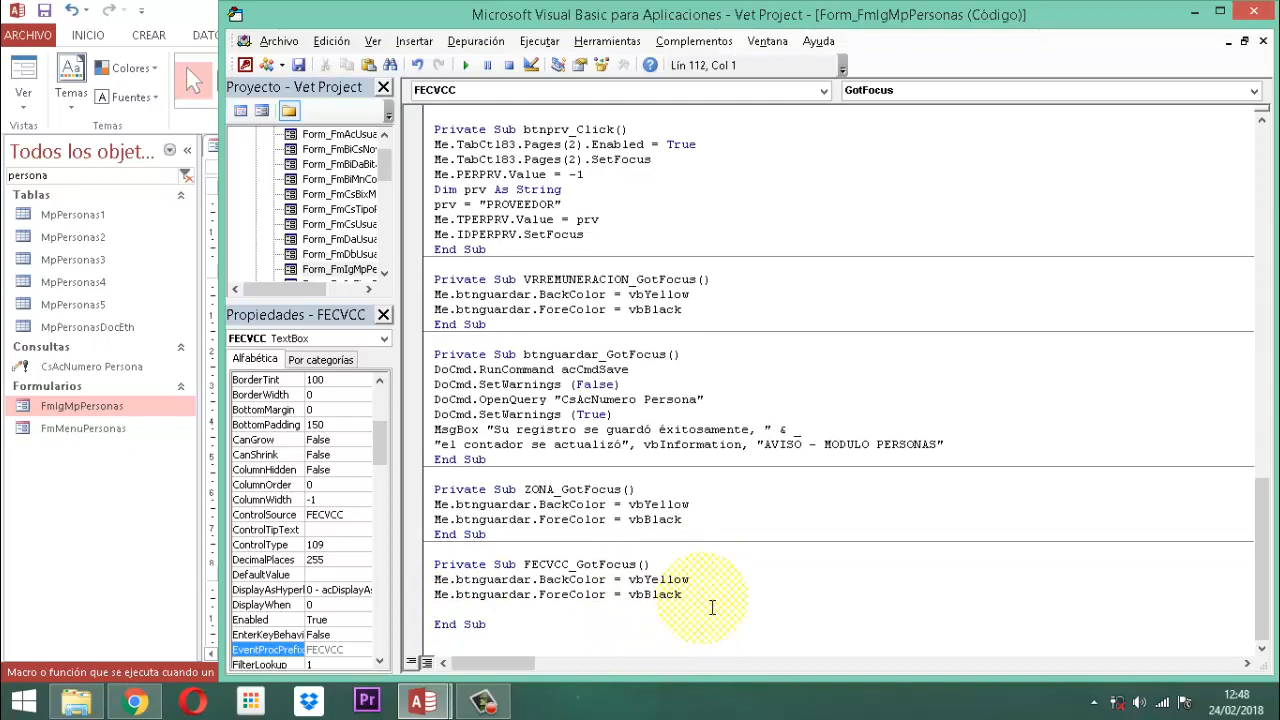 Microsoft Visual Basic para Aplicaciones - Vet Project - [Form_FmIgMpPersonas (Código)]
ARCHIVO INICIO CREAR DATO
Archivo Edición Ver Insertar Depuración Ejecutar Herramientas Complementos Ventana Ayuda
Lín 112, Col 1
Ver
Temas
Colores
Fuentes
Vistas Temas
Proyecto - Vet Project
FECVCC GotFocus
Todos los objet...
persona
Tablas
MpPersonas1
MpPersonas2
MpPersonas3
MpPersonas4
MpPersonas5
MpPersonasDocEth
Consultas
CsAcNumero Persona
Formularios
FmIgMpPersonas
FmMenuPersonas
Macro o función que se ejecuta cuando un
Form_FmAcUsua
Form_FmBiCsNo
Form_FmBiDaBit
Form_FmBiMnCo
Form_FmCsBixM
Form_FmCsTipoF
Form_FmCsUsua
Form_FmDaUsua
Form_FmDbUsua
Form_FmIgMpPe
Propiedades - FECVCC
FECVCC TextBox
Alfabética Por categorías
BorderTint 100
BorderWidth 0
BottomMargin 0
BottomPadding 150
CanGrow False
CanShrink False
ColumnHidden False
ColumnOrder 0
ColumnWidth -1
ControlSource FECVCC
ControlTipText
ControlType 109
DecimalPlaces 255
DefaultValue
DisplayAsHyperl 0 - acDisplayAs
DisplayWhen 0
Enabled True
EnterKeyBehavi False
EventProcPrefix FECVCC
FilterLookup 1
Private Sub btnprv_Click()
Me.TabCtl83.Pages(2).Enabled = True
Me.TabCtl83.Pages(2).SetFocus
Me.PERPRV.Value = -1
Dim prv As String
prv = "PROVEEDOR"
Me.TPERPRV.Value = prv
Me.IDPERPRV.SetFocus
End Sub
Private Sub VRREMUNERACION_GotFocus()
Me.btnguardar.BackColor = vbYellow
Me.btnguardar.ForeColor = vbBlack
End Sub
Private Sub btnguardar_GotFocus()
DoCmd.RunCommand acCmdSave
DoCmd.SetWarnings (False)
DoCmd.OpenQuery "CsAcNumero Persona"
DoCmd.SetWarnings (True)
MsgBox "Su registro se guardó éxitosamente, " & _
"el contador se actualizó", vbInformation, "AVISO - MODULO PERSONAS"
End Sub
Private Sub ZONA_GotFocus()
Me.btnguardar.BackColor = vbYellow
Me.btnguardar.ForeColor = vbBlack
End Sub
Private Sub FECVCC_GotFocus()
Me.btnguardar.BackColor = vbYellow
Me.btnguardar.ForeColor = vbBlack
End Sub
Pr
12:48
24/02/2018